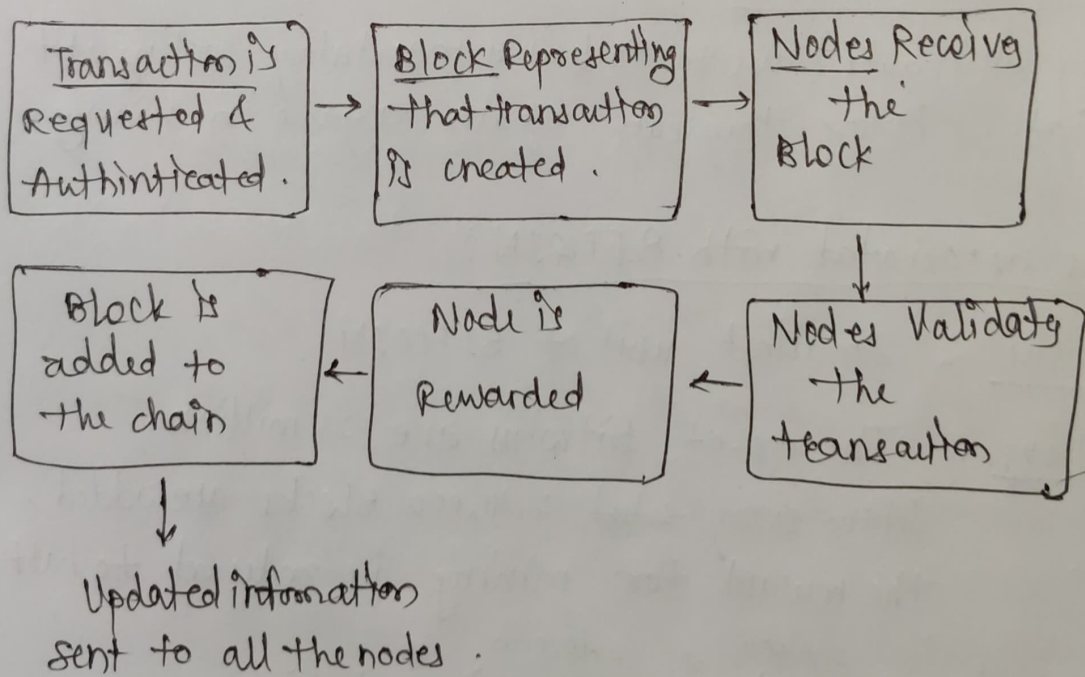 Transaction is
Requested &
Authinticated.
Block Representing
that transaction
is created.
Nodes Receive
the
Block
Nodes Validate
the
transaction
Node is
Rewarded
Block is
added to
the chain
Updated information
sent to all the nodes.